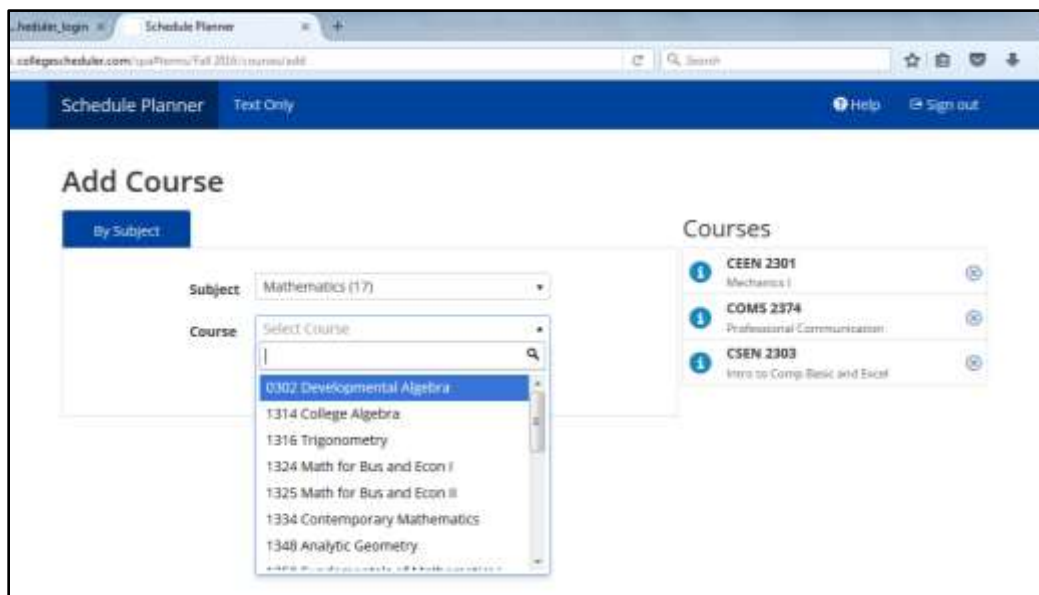 Schedule Planner
collegescheduler.com
Search
Schedule Planner Text Only Help Sign out
Add Course
By Subject
Subject Mathematics (17)
Course Select Course
0302 Developmental Algebra
1314 College Algebra
1316 Trigonometry
1324 Math for Bus and Econ I
1325 Math for Bus and Econ II
1334 Contemporary Mathematics
1348 Analytic Geometry
Courses
CEEN 2301
Mechanics I
COMS 2374
Professional Communication
CSEN 2303
Intro to Comp Basic and Excel